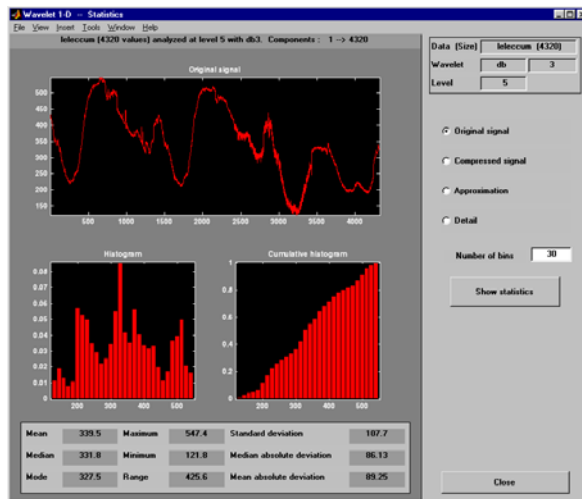 Wavelet 1-D -- Statistics
File View Insert Tools Window Help
leleccum (4320 values) analyzed at level 5 with db3. Components : 1 --> 4320
Data (Size) leleccum (4320)
Wavelet db 3
Level 5
Original signal
550
500
450
400
350
300
250
200
150
500 1000 1500 2000 2500 3000 3500 4000
Original signal
Compressed signal
Approximation
Detail
Number of bins 30
Show statistics
Histogram
0.08
0.07
0.06
0.05
0.04
0.03
0.02
0.01
0
200 300 400 500
Cumulative histogram
1
0.8
0.6
0.4
0.2
0
200 300 400 500
Mean 339.5 Maximum 547.4 Standard deviation 107.7
Median 331.8 Minimum 121.8 Median absolute deviation 86.13
Mode 327.5 Range 425.6 Mean absolute deviation 89.25
Close